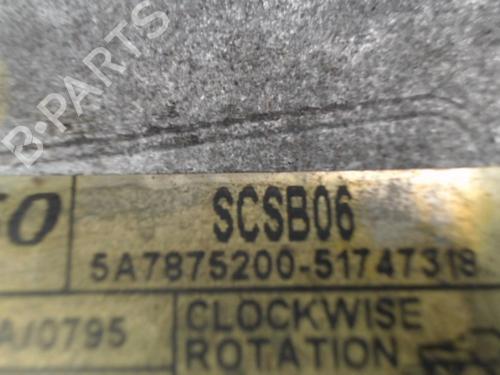 B-PARTS
SCSB06
5A7875200-51747318
CLOCKWISE
ROTATION